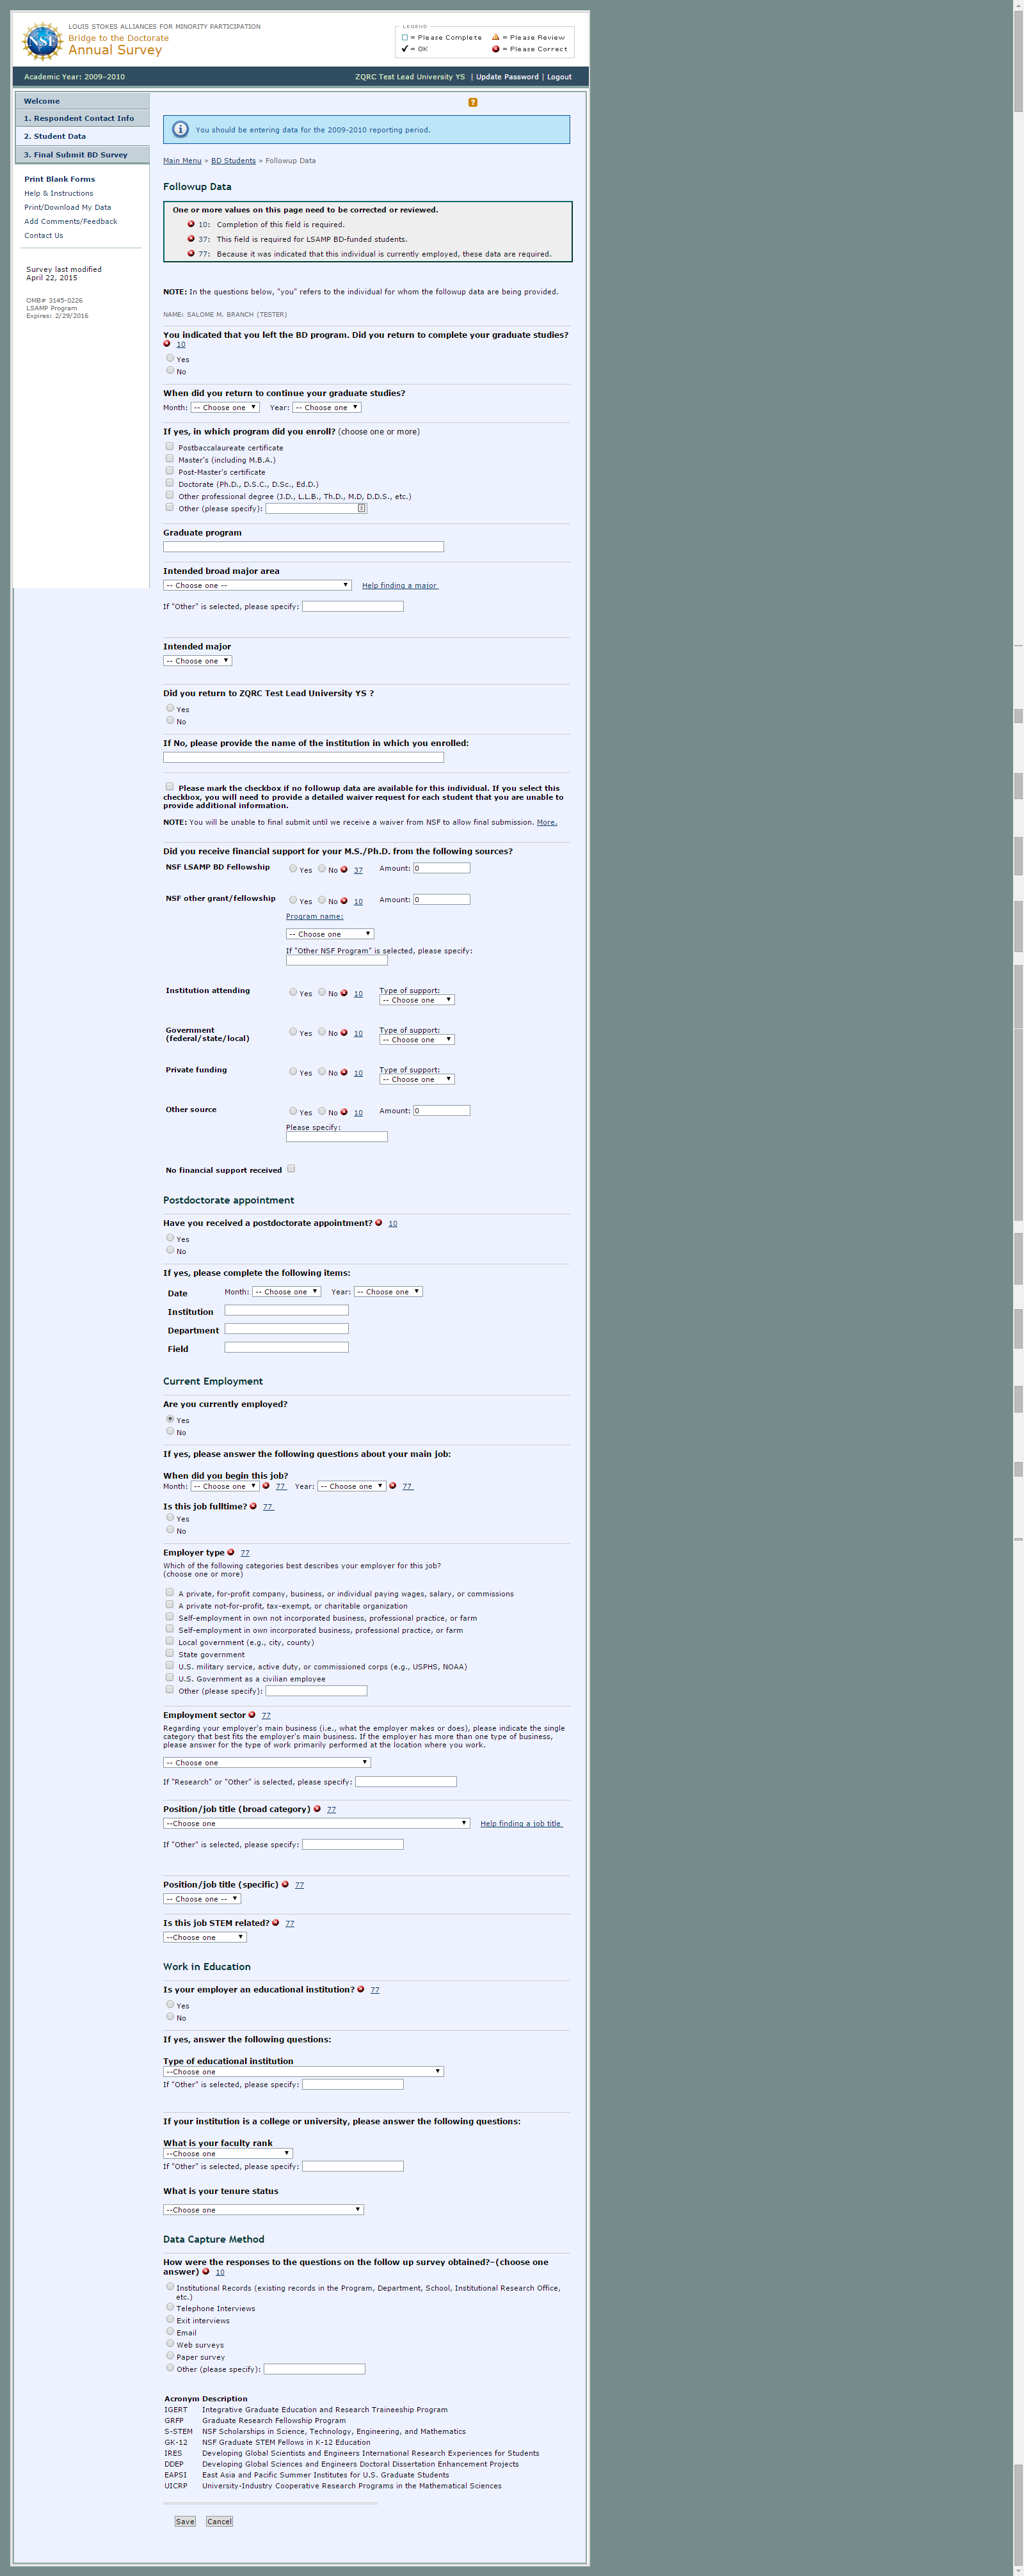 LOUIS STOKES ALLIANCES FOR MINORITY PARTICIPATION
Bridge to the Doctorate
Annual Survey
NSF
LEGEND
= Please Complete
= Please Review
= OK
= Please Correct
Academic Year: 2009–2010
ZQRC Test Lead University YS | Update Password | Logout
Welcome
1. Respondent Contact Info
2. Student Data
3. Final Submit BD Survey
Print Blank Forms
Help & Instructions
Print/Download My Data
Add Comments/Feedback
Contact Us
Survey last modified
April 22, 2015
OMB# 3145-0226
LSAMP Program
Expires: 2/29/2016
?
You should be entering data for the 2009-2010 reporting period.
Main Menu » BD Students » Followup Data
Followup Data
One or more values on this page need to be corrected or reviewed.
10: Completion of this field is required.
37: This field is required for LSAMP BD-funded students.
77: Because it was indicated that this individual is currently employed, these data are required.
NOTE: In the questions below, "you" refers to the individual for whom the followup data are being provided.
NAME: SALOME M. BRANCH (TESTER)
You indicated that you left the BD program. Did you return to complete your graduate studies?
10
Yes
No
When did you return to continue your graduate studies?
Month: -- Choose one Year: -- Choose one
If yes, in which program did you enroll? (choose one or more)
Postbaccalaureate certificate
Master's (including M.B.A.)
Post-Master's certificate
Doctorate (Ph.D., D.S.C., D.Sc., Ed.D.)
Other professional degree (J.D., L.L.B., Th.D., M.D, D.D.S., etc.)
Other (please specify):
Graduate program
Intended broad major area
-- Choose one -- Help finding a major
If "Other" is selected, please specify:
Intended major
-- Choose one
Did you return to ZQRC Test Lead University YS ?
Yes
No
If No, please provide the name of the institution in which you enrolled:
Please mark the checkbox if no followup data are available for this individual. If you select this
checkbox, you will need to provide a detailed waiver request for each student that you are unable to
provide additional information.
NOTE: You will be unable to final submit until we receive a waiver from NSF to allow final submission. More.
Did you receive financial support for your M.S./Ph.D. from the following sources?
NSF LSAMP BD Fellowship Yes No 37 Amount: 0
NSF other grant/fellowship Yes No 10 Amount: 0
Program name:
-- Choose one
If "Other NSF Program" is selected, please specify:
Institution attending Yes No 10 Type of support:
-- Choose one
Government Yes No 10 Type of support:
(federal/state/local) -- Choose one
Private funding Yes No 10 Type of support:
-- Choose one
Other source Yes No 10 Amount: 0
Please specify:
No financial support received
Postdoctorate appointment
Have you received a postdoctorate appointment? 10
Yes
No
If yes, please complete the following items:
Date Month: -- Choose one Year: -- Choose one
Institution
Department
Field
Current Employment
Are you currently employed?
Yes
No
If yes, please answer the following questions about your main job:
When did you begin this job?
Month: -- Choose one 77 Year: -- Choose one 77
Is this job fulltime? 77
Yes
No
Employer type 77
Which of the following categories best describes your employer for this job?
(choose one or more)
A private, for-profit company, business, or individual paying wages, salary, or commissions
A private not-for-profit, tax-exempt, or charitable organization
Self-employment in own not incorporated business, professional practice, or farm
Self-employment in own incorporated business, professional practice, or farm
Local government (e.g., city, county)
State government
U.S. military service, active duty, or commissioned corps (e.g., USPHS, NOAA)
U.S. Government as a civilian employee
Other (please specify):
Employment sector 77
Regarding your employer's main business (i.e., what the employer makes or does), please indicate the single
category that best fits the employer's main business. If the employer has more than one type of business,
please answer for the type of work primarily performed at the location where you work.
-- Choose one
If "Research" or "Other" is selected, please specify:
Position/job title (broad category) 77
--Choose one Help finding a job title
If "Other" is selected, please specify:
Position/job title (specific) 77
-- Choose one --
Is this job STEM related? 77
--Choose one
Work in Education
Is your employer an educational institution? 77
Yes
No
If yes, answer the following questions:
Type of educational institution
--Choose one
If "Other" is selected, please specify:
If your institution is a college or university, please answer the following questions:
What is your faculty rank
--Choose one
If "Other" is selected, please specify:
What is your tenure status
--Choose one
Data Capture Method
How were the responses to the questions on the follow up survey obtained?–(choose one
answer) 10
Institutional Records (existing records in the Program, Department, School, Institutional Research Office,
etc.)
Telephone Interviews
Exit interviews
Email
Web surveys
Paper survey
Other (please specify):
Acronym Description
IGERT Integrative Graduate Education and Research Traineeship Program
GRFP Graduate Research Fellowship Program
S-STEM NSF Scholarships in Science, Technology, Engineering, and Mathematics
GK-12 NSF Graduate STEM Fellows in K-12 Education
IRES Developing Global Scientists and Engineers International Research Experiences for Students
DDEP Developing Global Sciences and Engineers Doctoral Dissertation Enhancement Projects
EAPSI East Asia and Pacific Summer Institutes for U.S. Graduate Students
UICRP University-Industry Cooperative Research Programs in the Mathematical Sciences
Save Cancel